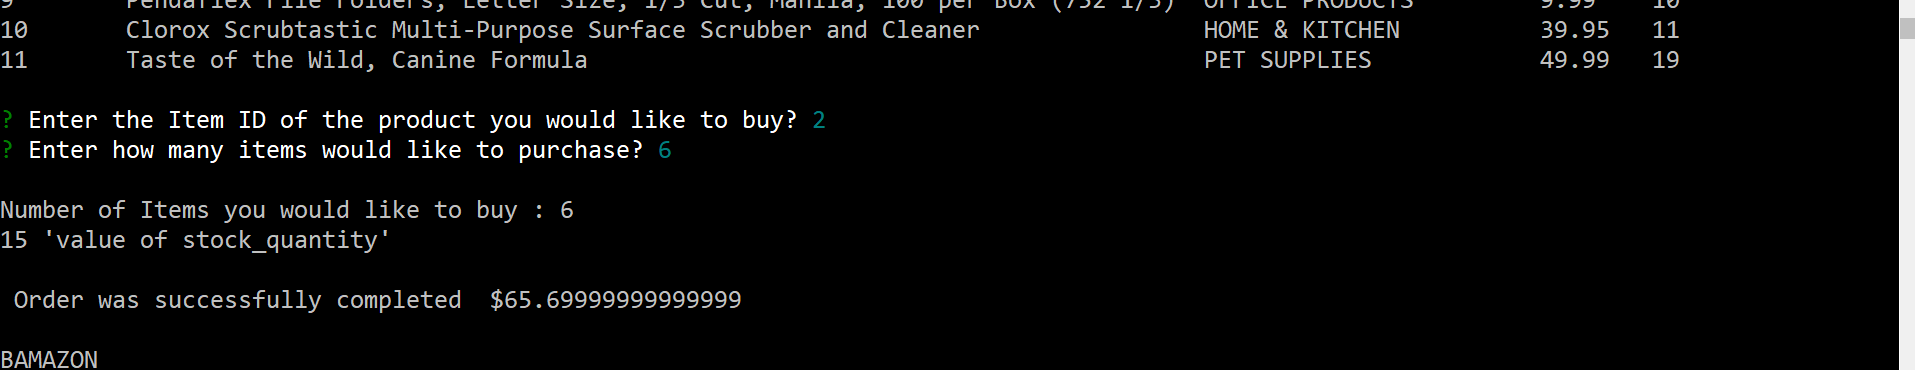 9 Pendaflex File Folders, Letter Size, 1/3 Cut, Manila, 100 per Box (752 1/3) OFFICE PRODUCTS 9.99 10
10 Clorox Scrubtastic Multi-Purpose Surface Scrubber and Cleaner HOME & KITCHEN 39.95 11
11 Taste of the Wild, Canine Formula PET SUPPLIES 49.99 19
? Enter the Item ID of the product you would like to buy? 2
? Enter how many items would like to purchase? 6
Number of Items you would like to buy : 6
15 'value of stock_quantity'
Order was successfully completed $65.69999999999999
BAMAZON